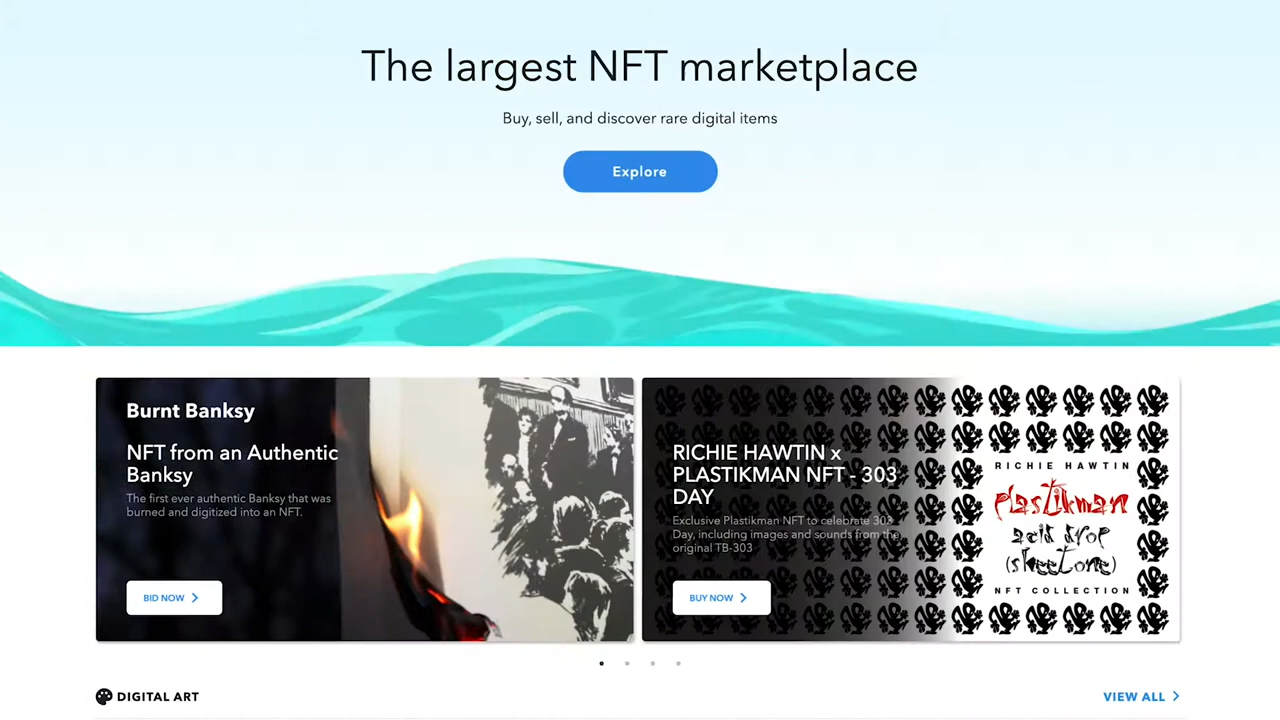 The largest NFT marketplace
Buy, sell, and discover rare digital items
Explore
Burnt Banksy
NFT from an Authentic
Banksy
The first ever authentic Banksy that was
burned and digitized into an NFT.
BID NOW
RICHIE HAWTIN x
PLASTIKMAN NFT - 303
DAY
Exclusive Plastikman NFT to celebrate 303
Day, including images and sounds from the
original TB-303
BUY NOW
RICHIE HAWTIN
plastikman
acid drop
(sheetone)
NFT COLLECTION
DIGITAL ART
VIEW ALL